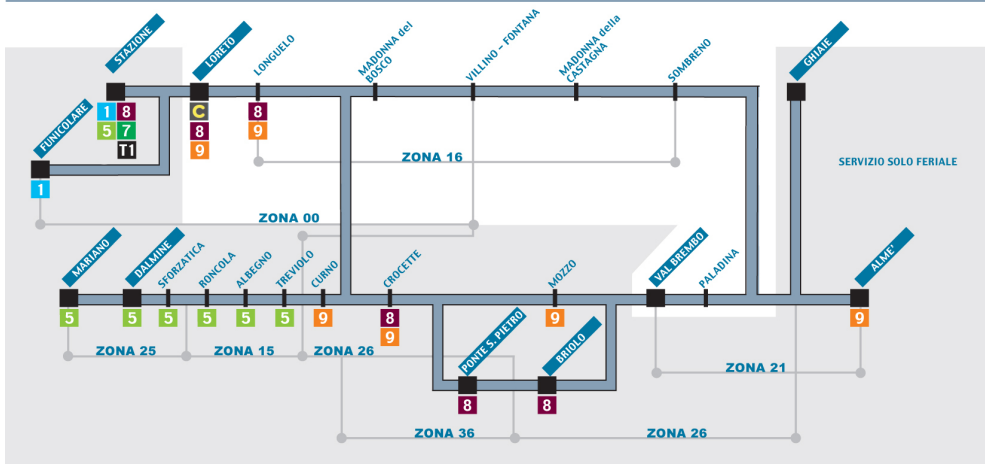 STAZIONE
LORETO
LONGUELO
MADONNA del
BOSCO
VILLINO – FONTANA
MADONNA della
CASTAGNA
SOMBRENO
GHIAIE
FUNICOLARE
1 8
5 7
T1
C
8
9
8
9
1
ZONA 16
SERVIZIO SOLO FERIALE
ZONA 00
MARIANO
DALMINE
SFORZATICA
RONCOLA
ALBEGNO
TREVIOLO
CURNO
CROCETTE
MOZZO
VAL BREMBO
PALADINA
ALME'
5
5
5
5
5
5
9
8
9
9
9
ZONA 25
ZONA 15
ZONA 26
PONTE S. PIETRO
BRIOLO
8
8
ZONA 21
ZONA 36
ZONA 26